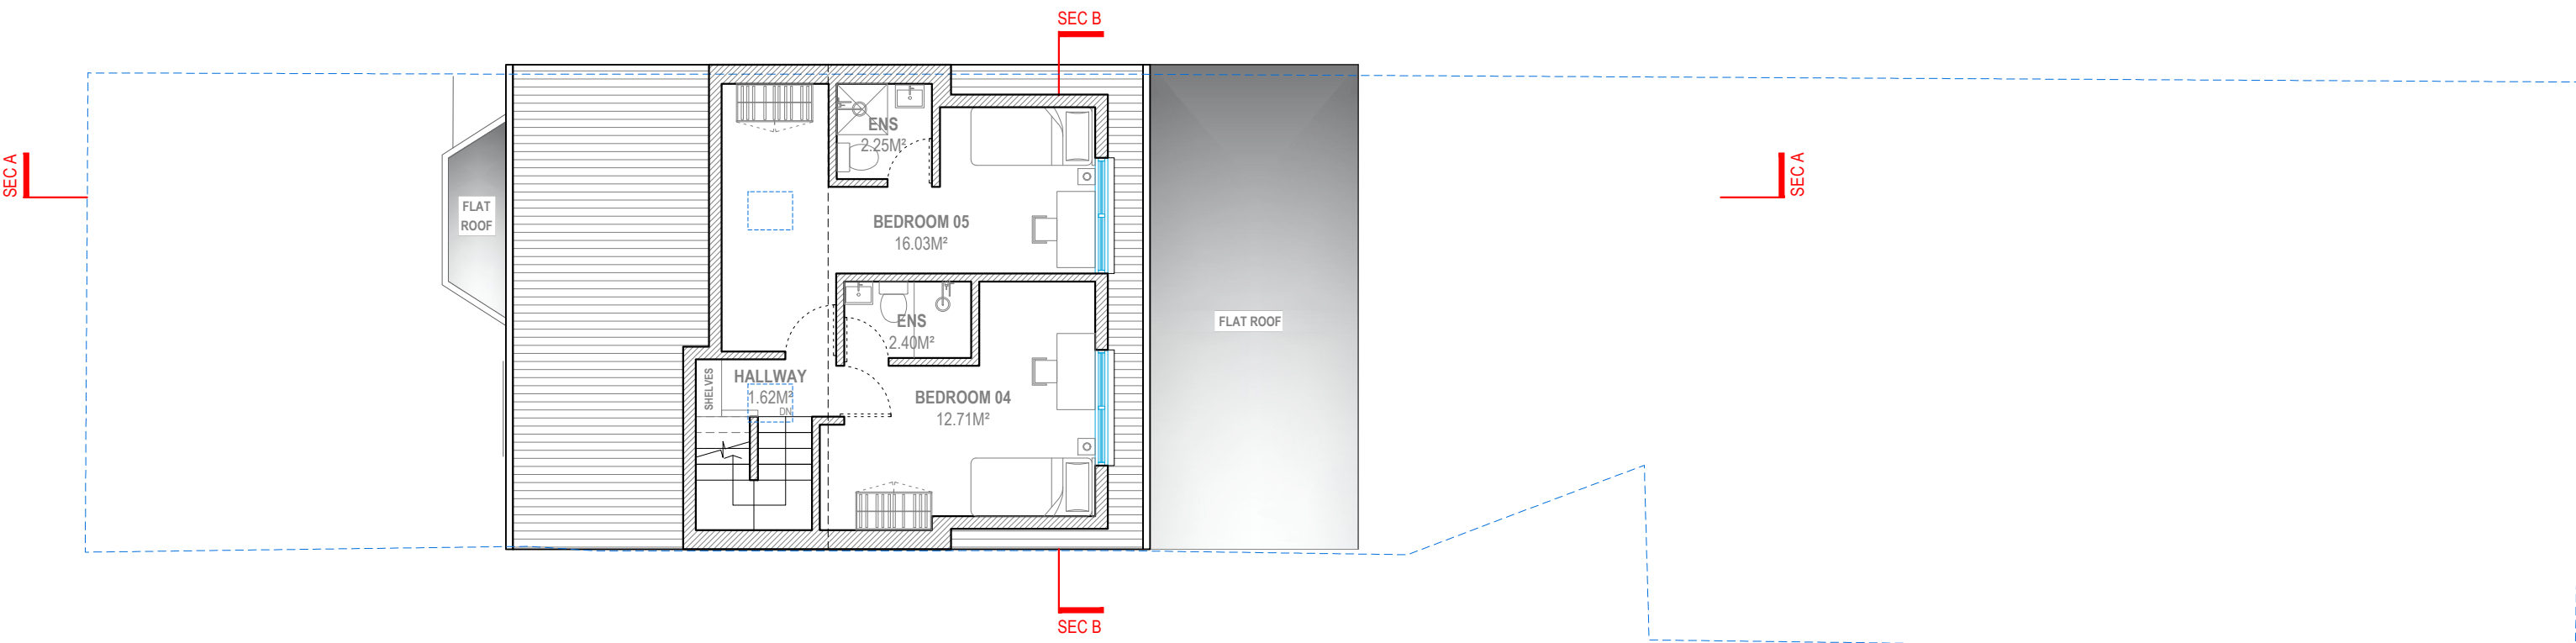 SEC B
SEC A
SEC A
FLAT
ROOF
ENS
2.25M²
BEDROOM 05
16.03M²
FLAT ROOF
ENS
2.40M²
SHELVES
HALLWAY
1.62M²
DN
BEDROOM 04
12.71M²
SEC B